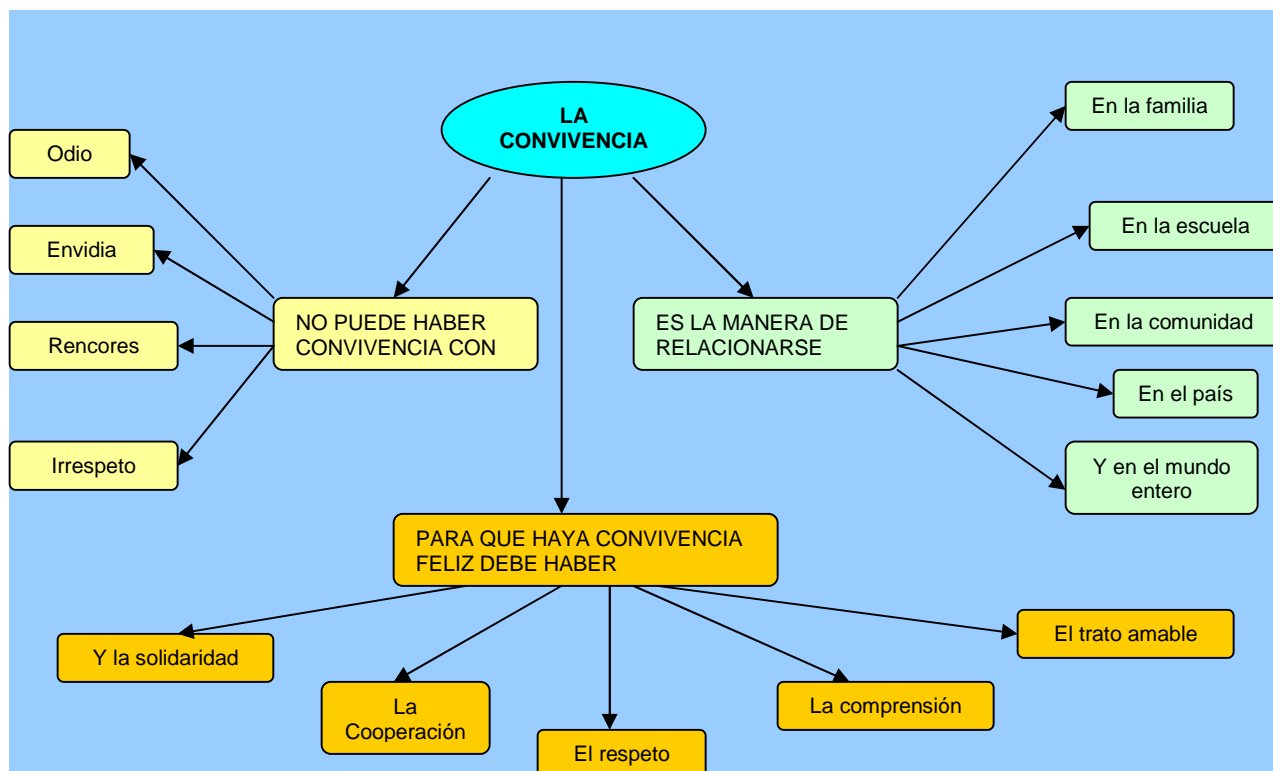 LA
CONVIVENCIA
Odio
Envidia
Rencores
Irrespeto
NO PUEDE HABER
CONVIVENCIA CON
ES LA MANERA DE
RELACIONARSE
En la familia
En la escuela
En la comunidad
En el país
Y en el mundo
entero
PARA QUE HAYA CONVIVENCIA
FELIZ DEBE HABER
Y la solidaridad
La
Cooperación
El respeto
La comprensión
El trato amable